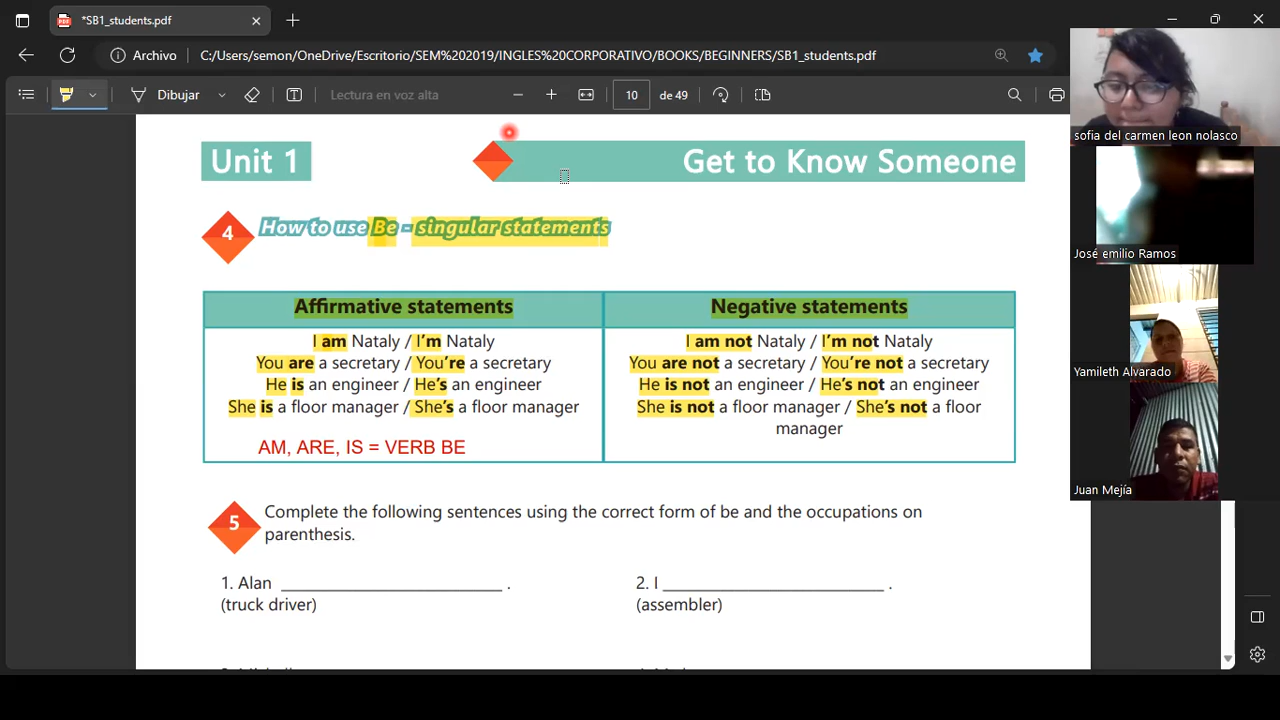 *SB1_students.pdf
Archivo
C:/Users/semon/OneDrive/Escritorio/SEM%202019/INGLES%20CORPORATIVO/BOOKS/BEGINNERS/SB1_students.pdf
Dibujar
Lectura en voz alta
10
de 49
Unit 1
Get to Know Someone
4
How to use Be - singular statements
Affirmative statements
I am Nataly / I'm Nataly
You are a secretary / You're a secretary
He is an engineer / He's an engineer
She is a floor manager / She's a floor manager
AM, ARE, IS = VERB BE
Negative statements
I am not Nataly / I'm not Nataly
You are not a secretary / You're not a secretary
He is not an engineer / He's not an engineer
She is not a floor manager / She's not a floor
manager
5
Complete the following sentences using the correct form of be and the occupations on
parenthesis.
1. Alan ______________________________ .
(truck driver)
2. I ______________________________ .
(assembler)
sofia del carmen leon nolasco
José emilio Ramos
Yamileth Alvarado
Juan Mejía